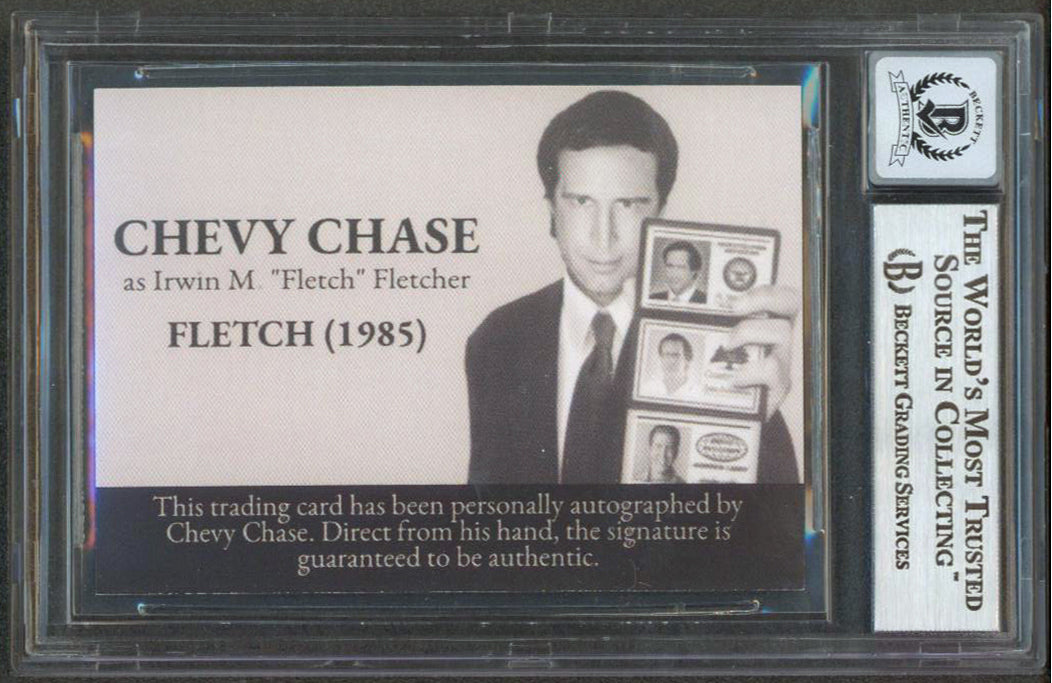 CHEVY CHASE
as Irwin M. "Fletch" Fletcher
FLETCH (1985)
This trading card has been personally autographed by
Chevy Chase. Direct from his hand, the signature is
guaranteed to be authentic.
BECKETT
B
AUTHENTIC
THE WORLD'S MOST TRUSTED
SOURCE IN COLLECTING™
B BECKETT GRADING SERVICES